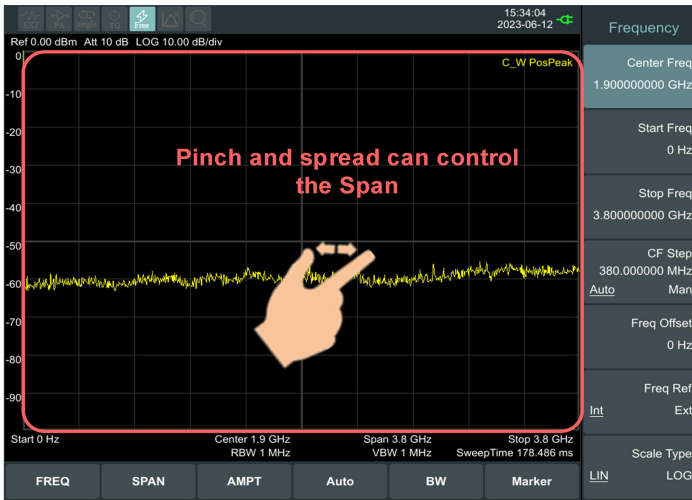 EXT PA TG Free
15:34:04
2023-06-12
Ref 0.00 dBm Att 10 dB LOG 10.00 dB/div
C_W PosPeak
0
-10
-20
-30
-40
-50
-60
-70
-80
-90
Pinch and spread can control
the Span
Start 0 Hz Center 1.9 GHz Span 3.8 GHz Stop 3.8 GHz
RBW 1 MHz VBW 1 MHz SweepTime 178.486 ms
FREQ SPAN AMPT Auto BW Marker
Frequency
Center Freq
1.900000000 GHz
Start Freq
0 Hz
Stop Freq
3.800000000 GHz
CF Step
380.000000 MHz
Auto Man
Freq Offset
0 Hz
Freq Ref
Int Ext
Scale Type
LIN LOG